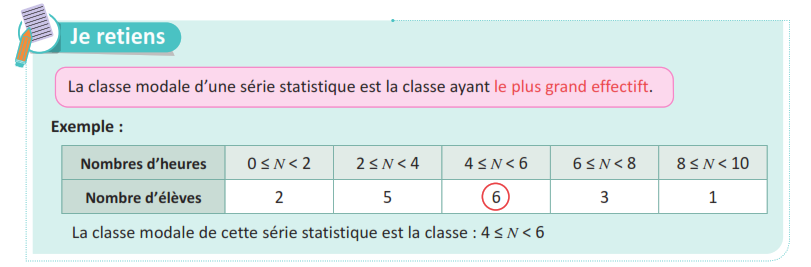 Je retiens
La classe modale d'une série statistique est la classe ayant le plus grand effectift.
Exemple :
Nombres d'heures 0 ≤ N < 2 2 ≤ N < 4 4 ≤ N < 6 6 ≤ N < 8 8 ≤ N < 10
Nombre d'élèves 2 5 6 3 1
La classe modale de cette série statistique est la classe : 4 ≤ N < 6